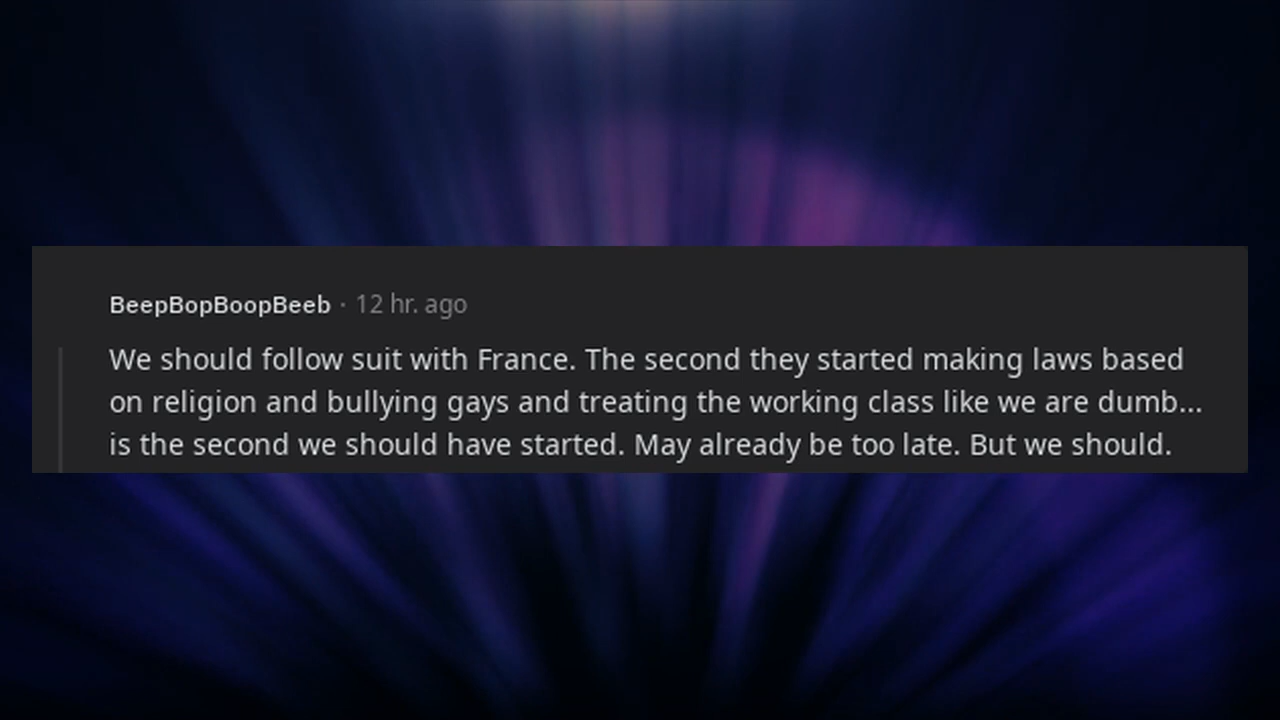 BeepBopBoopBeeb · 12 hr. ago
We should follow suit with France. The second they started making laws based
on religion and bullying gays and treating the working class like we are dumb...
is the second we should have started. May already be too late. But we should.